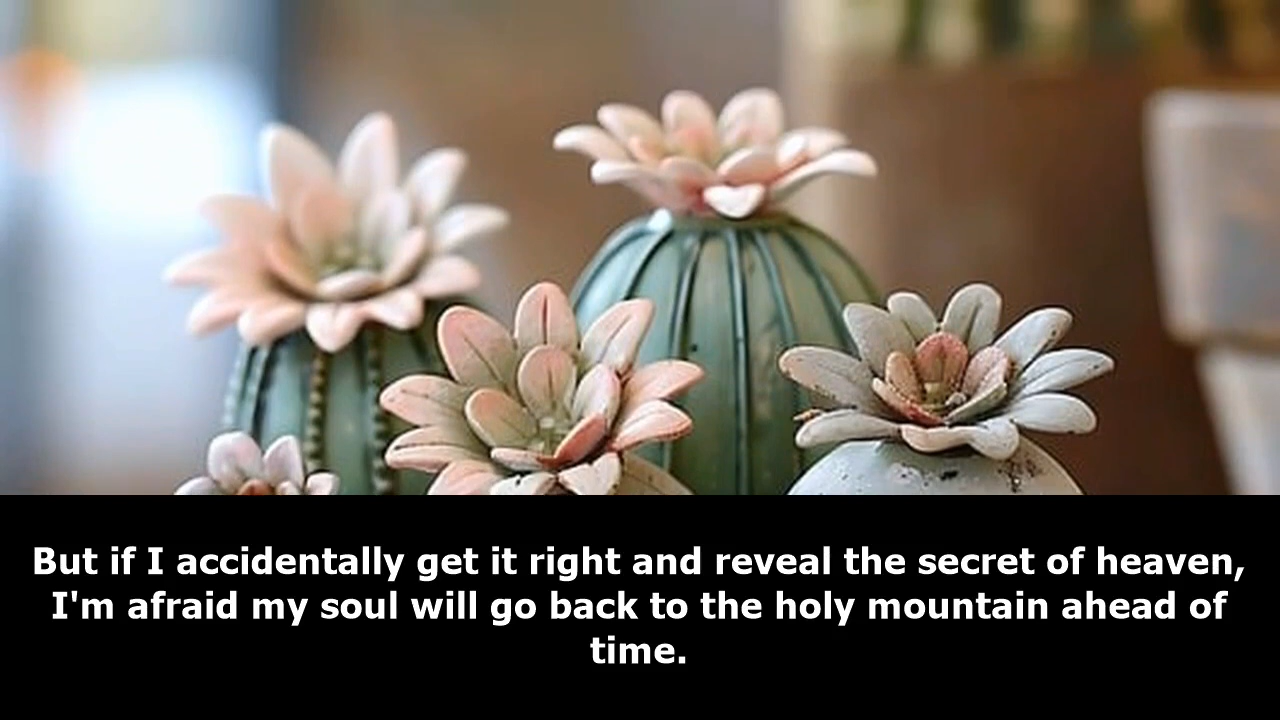 But if I accidentally get it right and reveal the secret of heaven,
I'm afraid my soul will go back to the holy mountain ahead of
time.